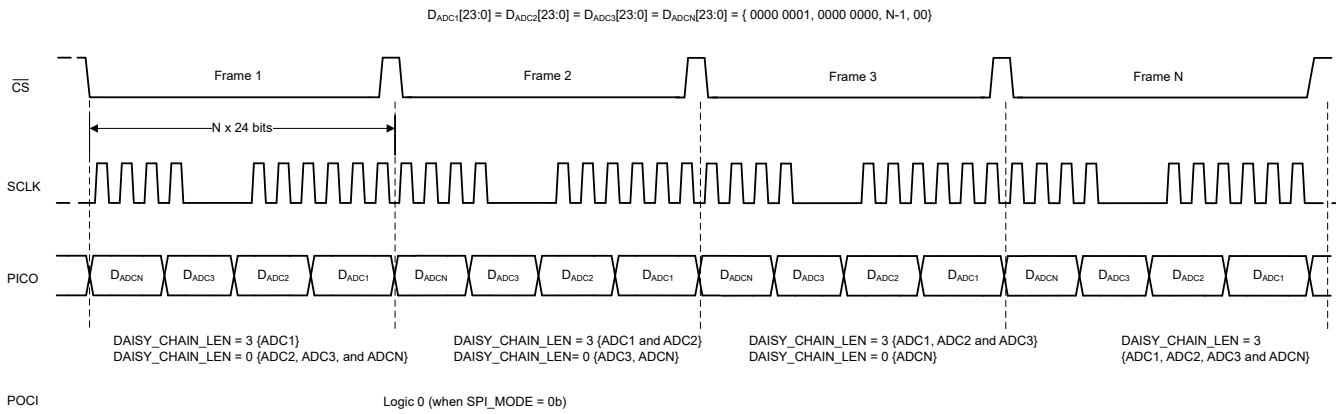 D_ADC1[23:0] = D_ADC2[23:0] = D_ADC3[23:0] = D_ADCN[23:0] = { 0000 0001, 0000 0000, N-1, 00}
CS
Frame 1
Frame 2
Frame 3
Frame N
N x 24 bits
SCLK
PICO
D_ADCN D_ADC3 D_ADC2 D_ADC1 D_ADCN D_ADC3 D_ADC2 D_ADC1 D_ADCN D_ADC3 D_ADC2 D_ADC1 D_ADCN D_ADC3 D_ADC2 D_ADC1
DAISY_CHAIN_LEN = 3 {ADC1}
DAISY_CHAIN_LEN = 0 {ADC2, ADC3, and ADCN}
DAISY_CHAIN_LEN = 3 {ADC1 and ADC2}
DAISY_CHAIN_LEN= 0 {ADC3, ADCN}
DAISY_CHAIN_LEN = 3 {ADC1, ADC2 and ADC3}
DAISY_CHAIN_LEN = 0 {ADCN}
DAISY_CHAIN_LEN = 3
{ADC1, ADC2, ADC3 and ADCN}
POCI
Logic 0 (when SPI_MODE = 0b)